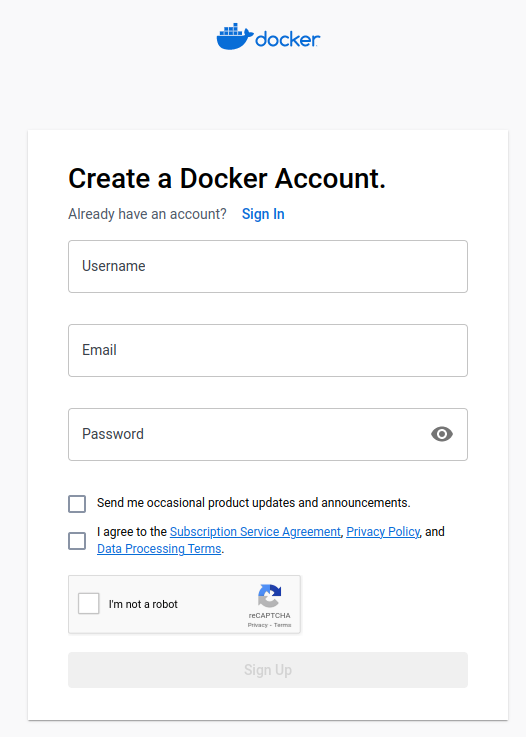 docker
Create a Docker Account.
Already have an account? Sign In
Username
Email
Password
Send me occasional product updates and announcements.
I agree to the Subscription Service Agreement, Privacy Policy, and
Data Processing Terms.
I'm not a robot
reCAPTCHA
Privacy - Terms
Sign Up